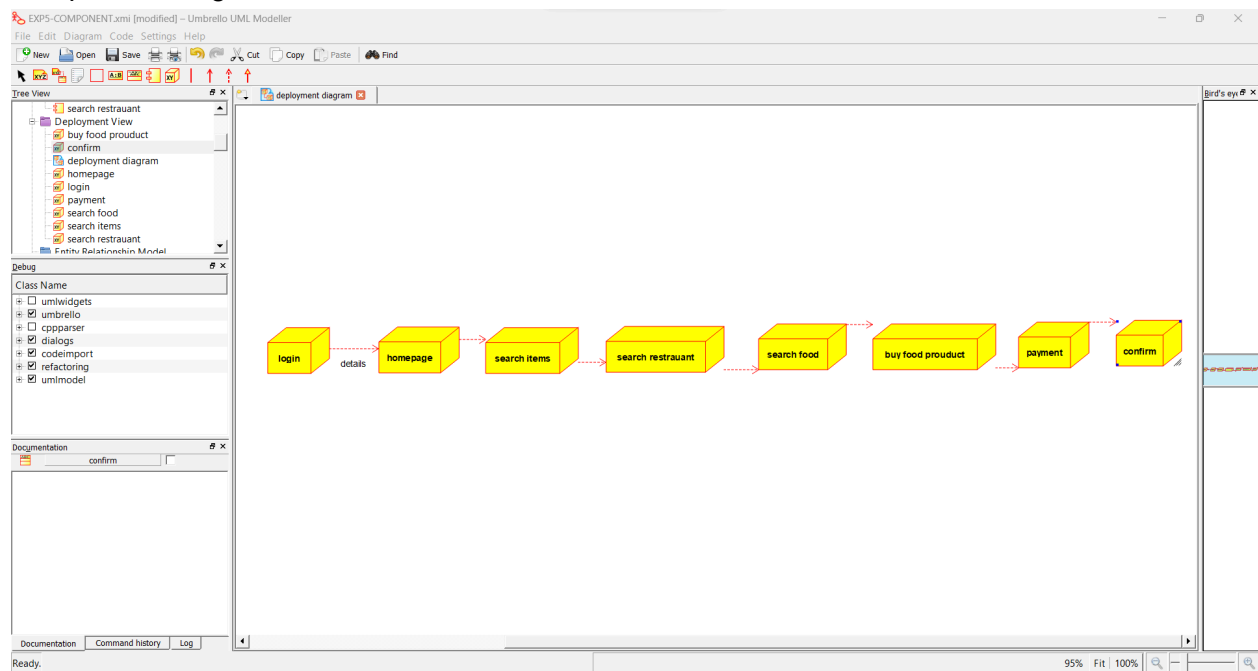 EXP5-COMPONENT.xmi [modified] – Umbrello UML Modeller
File Edit Diagram Code Settings Help
New Open Save Cut Copy Paste Find
Tree View
deployment diagram
Bird's eye
search restrauant
Deployment View
buy food prouduct
confirm
deployment diagram
homepage
login
payment
search food
search items
search restrauant
Entity Relationship Model
Debug
Class Name
umlwidgets
umbrello
cppparser
dialogs
codeimport
refactoring
umlmodel
login
details
homepage
search items
search restrauant
search food
buy food prouduct
payment
confirm
Documentation
confirm
Documentation Command history Log
Ready.
95% Fit 100%